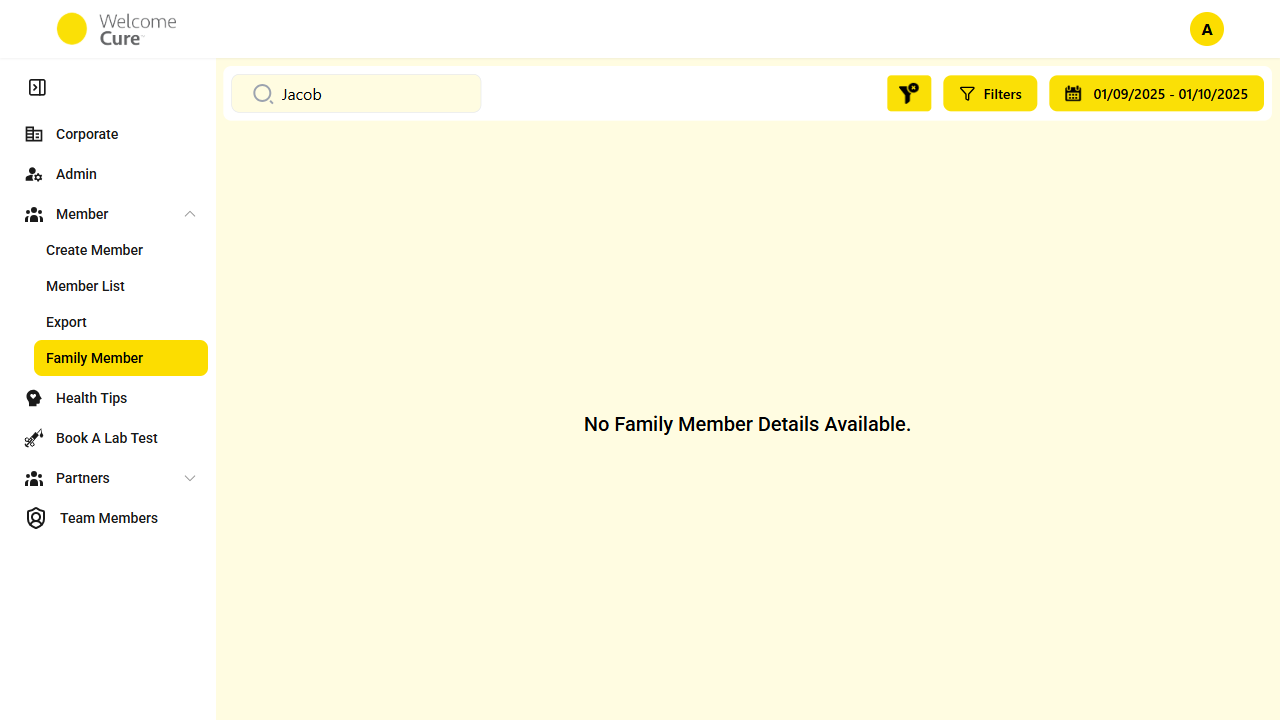 Welcome
Cure
A
Jacob
Filters
01/09/2025 - 01/10/2025
Corporate
Admin
Member
Create Member
Member List
Export
Family Member
Health Tips
Book A Lab Test
Partners
Team Members
No Family Member Details Available.